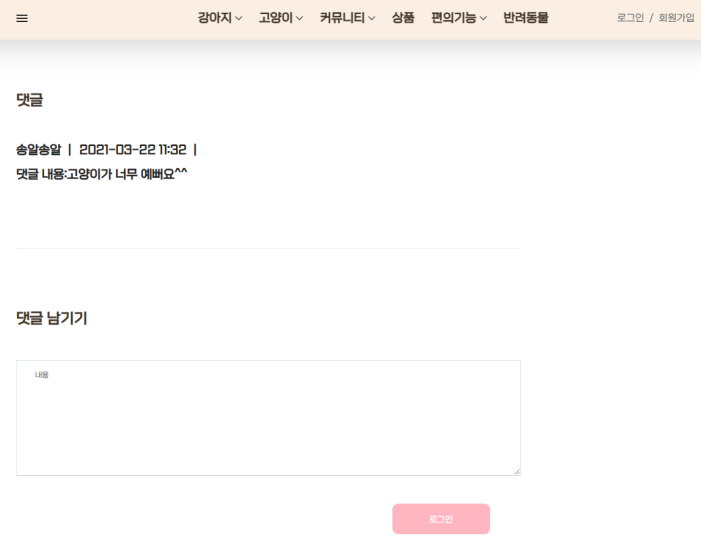 강아지 고양이 커뮤니티 상품 편의기능 반려동물 로그인 / 회원가입
댓글
송알송알 | 2021-03-22 11:32 |
댓글 내용:고양이가 너무 예뻐요^^
댓글 남기기
내용
로그인